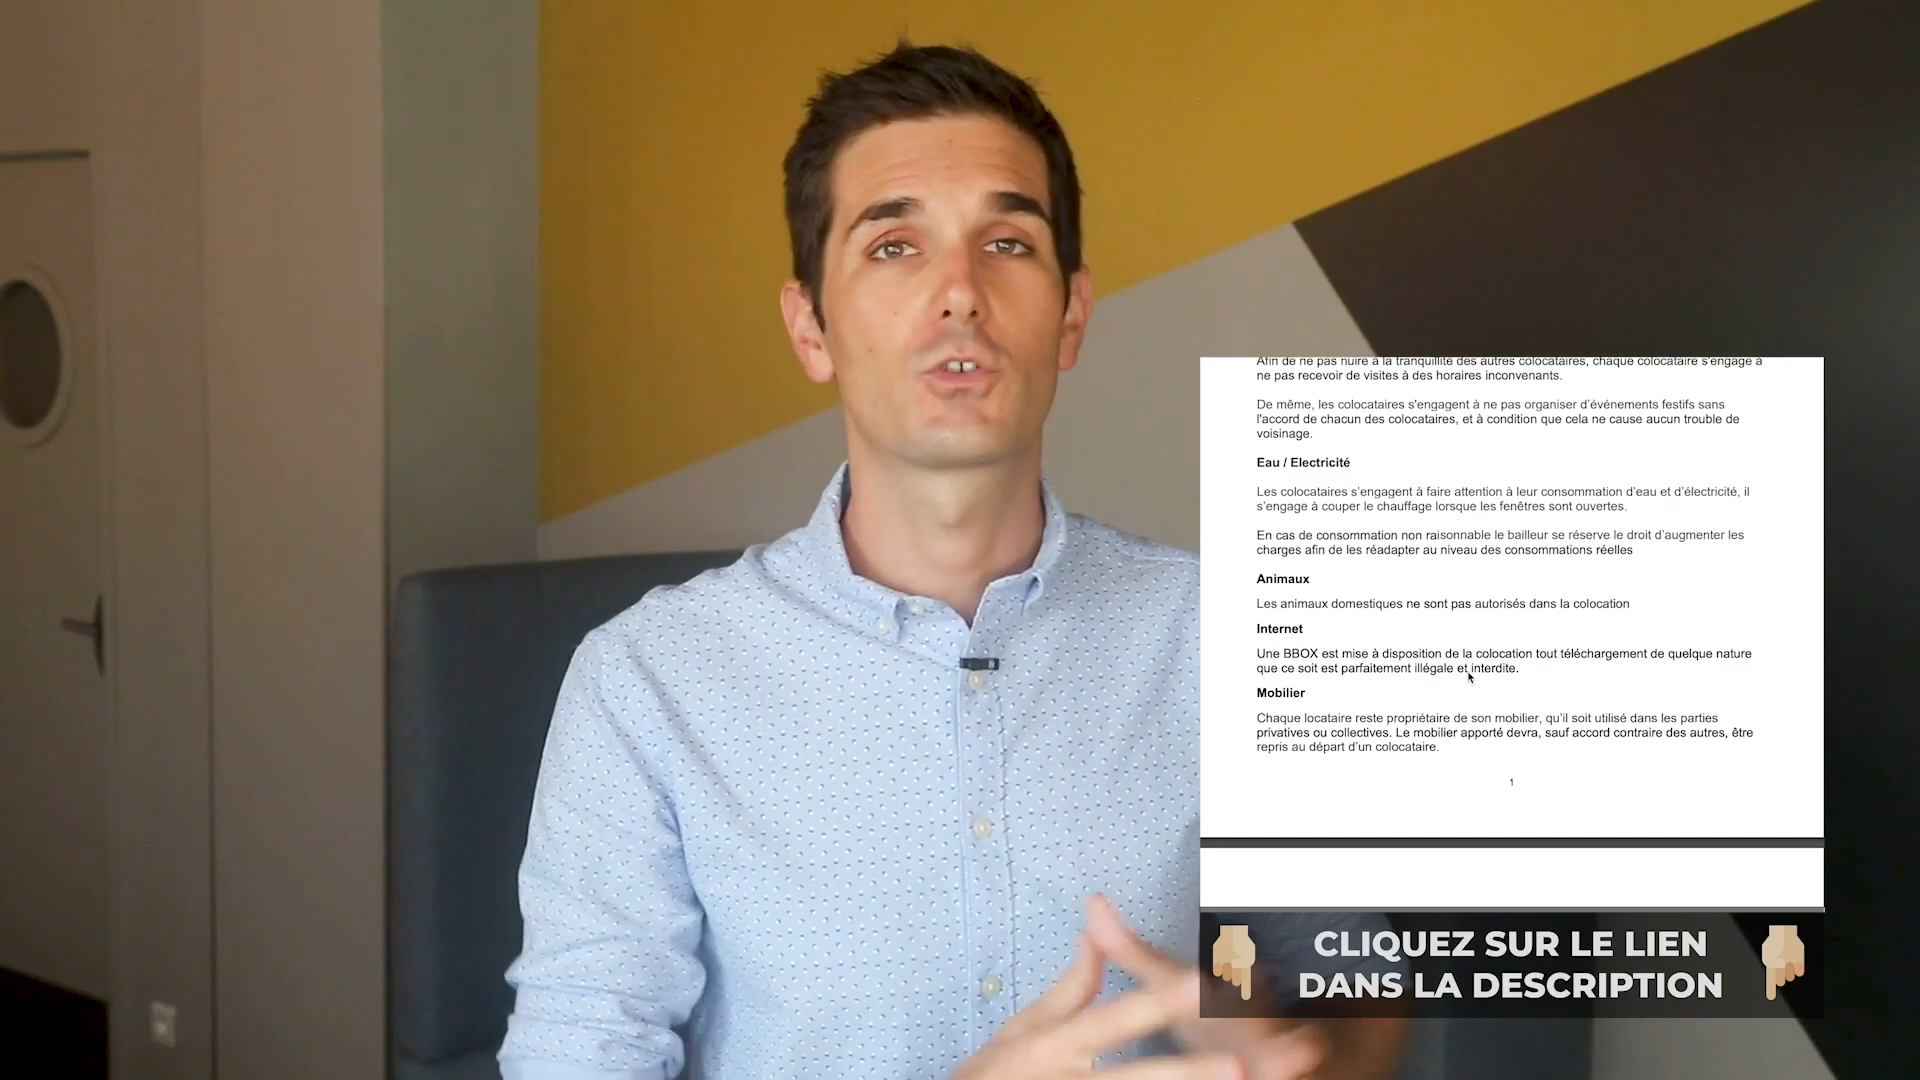 Afin de ne pas nuire à la tranquillité des autres colocataires, chaque colocataire s'engage à
ne pas recevoir de visites à des horaires inconvenants.
De même, les colocataires s'engagent à ne pas organiser d'événements festifs sans
l'accord de chacun des colocataires, et à condition que cela ne cause aucun trouble de
voisinage.
Eau / Electricité
Les colocataires s'engagent à faire attention à leur consommation d'eau et d'électricité, il
s'engage à couper le chauffage lorsque les fenêtres sont ouvertes.
En cas de consommation non raisonnable le bailleur se réserve le droit d'augmenter les
charges afin de les réadapter au niveau des consommations réelles
Animaux
Les animaux domestiques ne sont pas autorisés dans la colocation
Internet
Une BBOX est mise à disposition de la colocation tout téléchargement de quelque nature
que ce soit est parfaitement illégale et interdite.
Mobilier
Chaque locataire reste propriétaire de son mobilier, qu'il soit utilisé dans les parties
privatives ou collectives. Le mobilier apporté devra, sauf accord contraire des autres, être
repris au départ d'un colocataire.
1
CLIQUEZ SUR LE LIEN
DANS LA DESCRIPTION